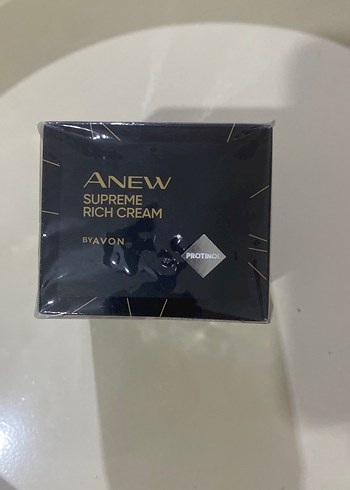 ANEW
SUPREME
RICH CREAM
BY AVON
PROTINOL